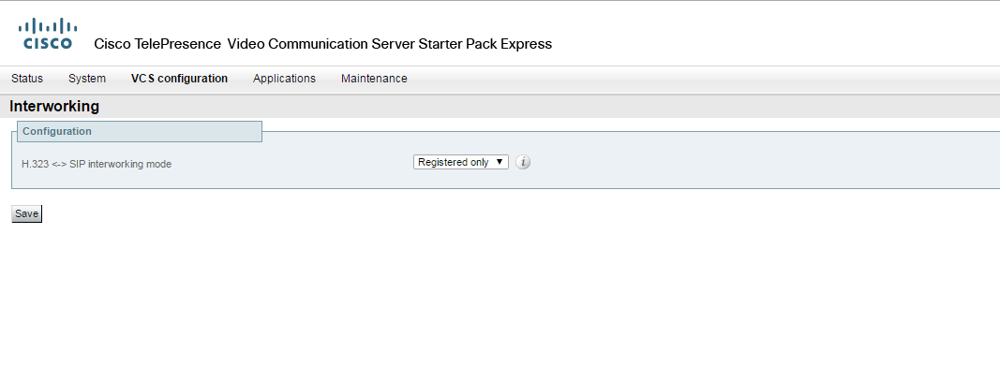 CISCO
Cisco TelePresence Video Communication Server Starter Pack Express
Status System VCS configuration Applications Maintenance
Interworking
Configuration
H.323 <-> SIP interworking mode Registered only ▼ i
Save